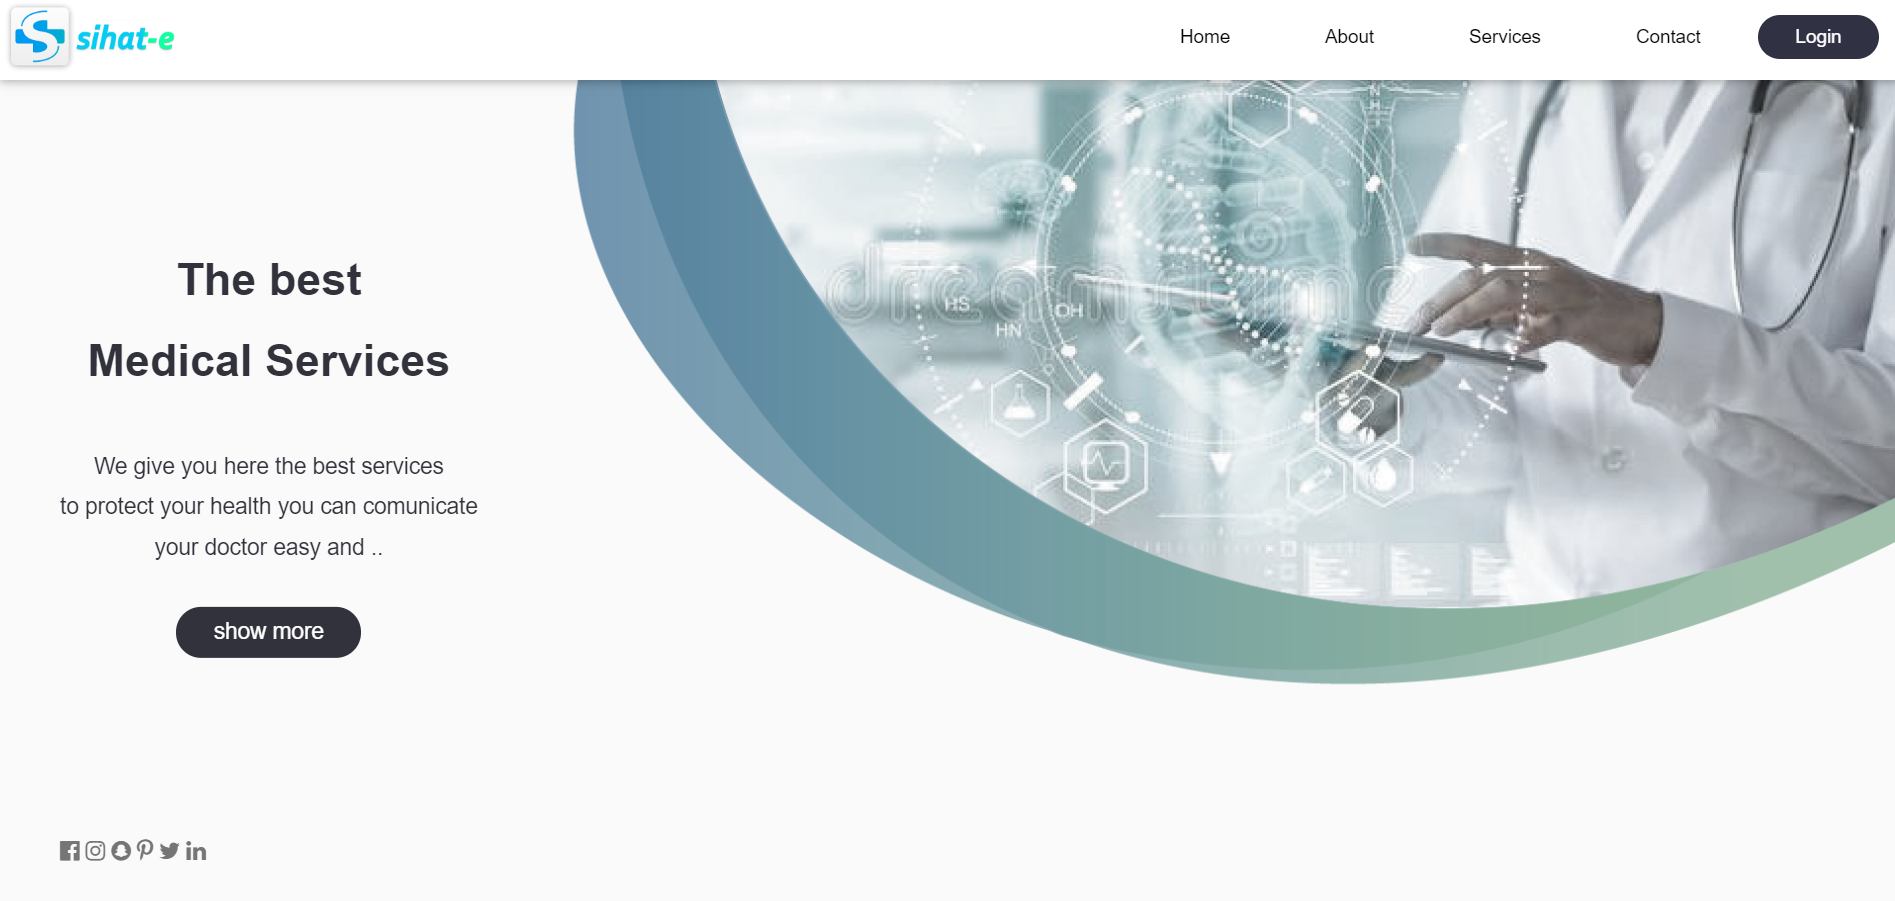 sihat-e
Home
About
Services
Contact
Login
The best
Medical Services
We give you here the best services
to protect your health you can comunicate
your doctor easy and ..
show more
N
H
H
OH
dreamstime
HS
HN
OH